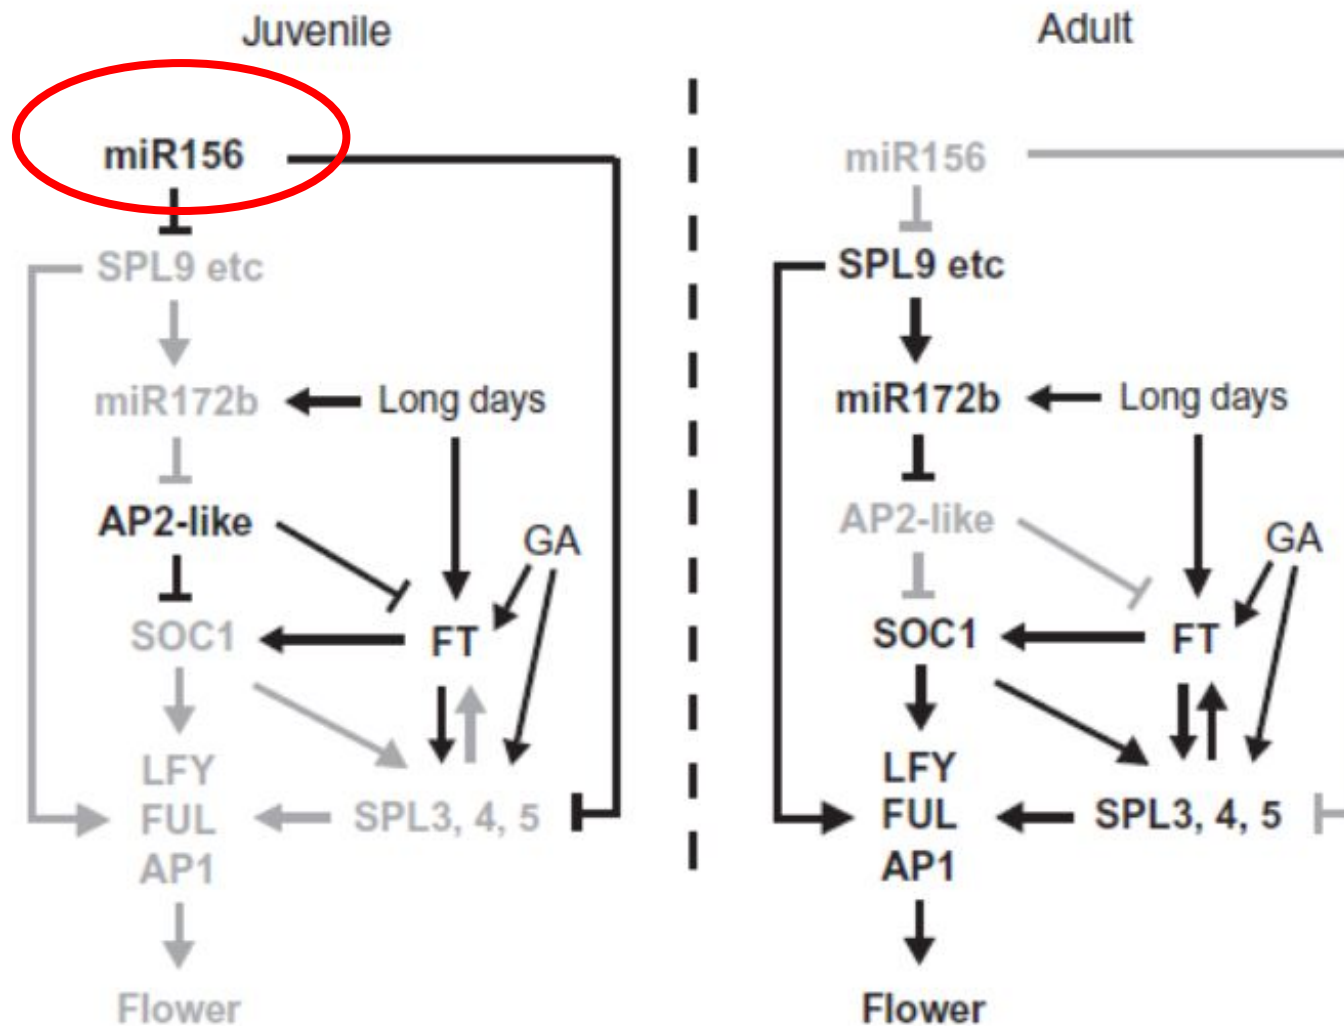 Juvenile
miR156
SPL9 etc
miR172b
Long days
AP2-like
GA
SOC1
FT
LFY
FUL
SPL3, 4, 5
AP1
Flower
Adult
miR156
SPL9 etc
miR172b
Long days
AP2-like
GA
SOC1
FT
LFY
FUL
SPL3, 4, 5
AP1
Flower